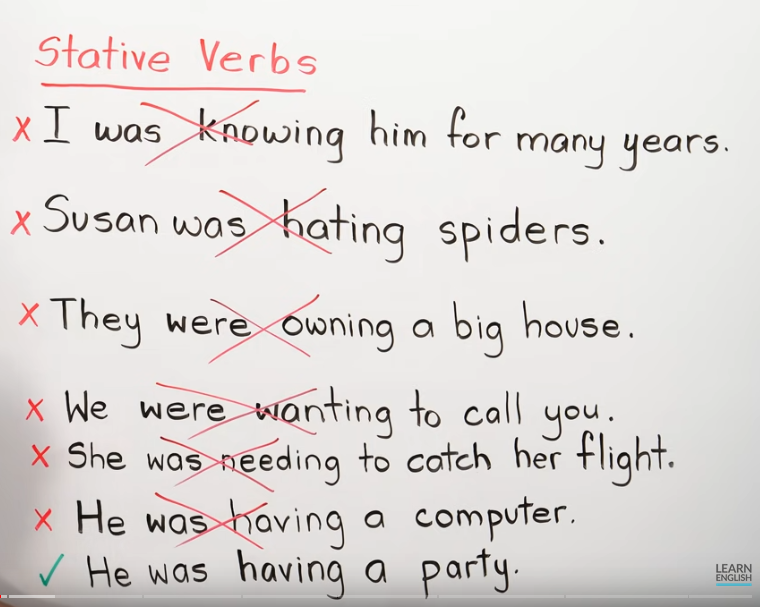 Stative Verbs
x I was knowing him for many years.
x Susan was hating spiders.
x They were owning a big house.
x We were wanting to call you.
x She was needing to catch her flight.
x He was having a computer.
✓ He was having a party.
LEARN
ENGLISH